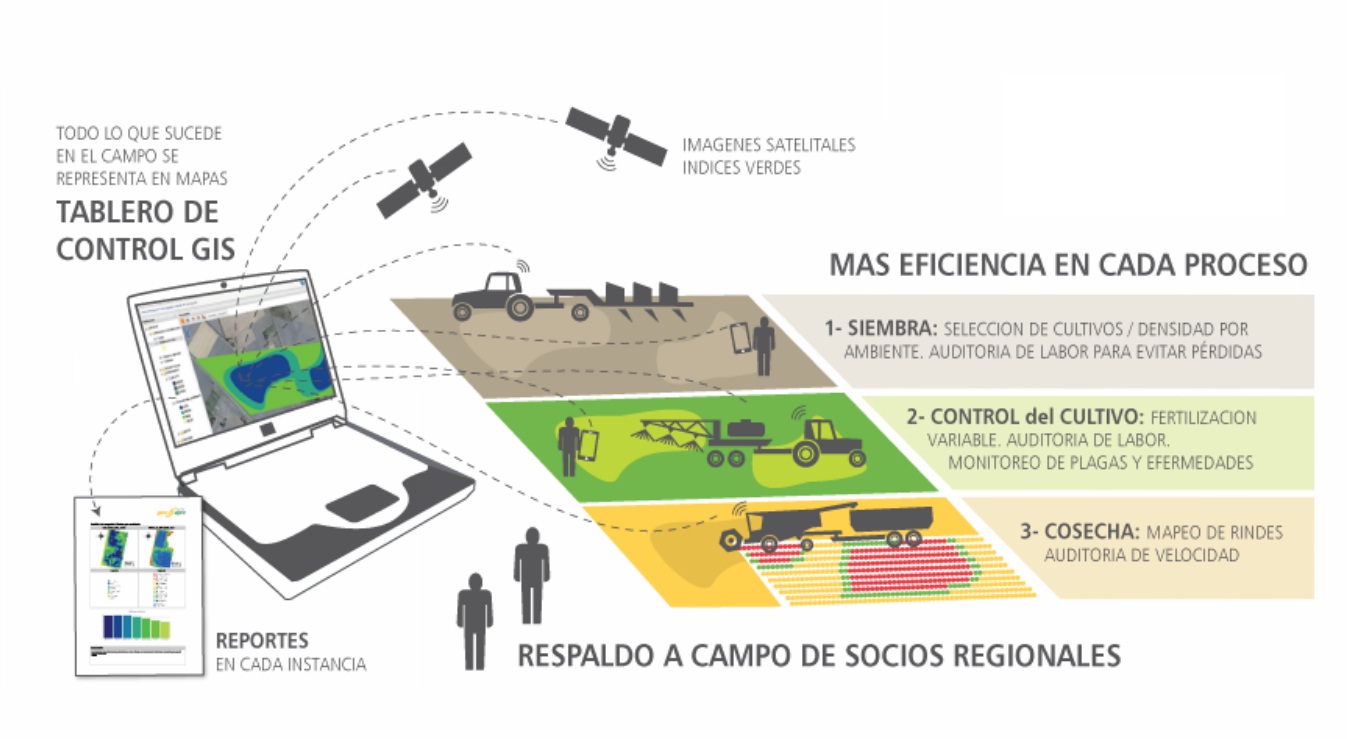 TODO LO QUE SUCEDE
EN EL CAMPO SE
REPRESENTA EN MAPAS
TABLERO DE
CONTROL GIS
IMAGENES SATELITALES
INDICES VERDES
MAS EFICIENCIA EN CADA PROCESO
1- SIEMBRA: SELECCION DE CULTIVOS / DENSIDAD POR
AMBIENTE. AUDITORIA DE LABOR PARA EVITAR PÉRDIDAS
2- CONTROL del CULTIVO: FERTILIZACION
VARIABLE. AUDITORIA DE LABOR.
MONITOREO DE PLAGAS Y EFERMEDADES
3- COSECHA: MAPEO DE RINDES
AUDITORIA DE VELOCIDAD
REPORTES
EN CADA INSTANCIA
RESPALDO A CAMPO DE SOCIOS REGIONALES